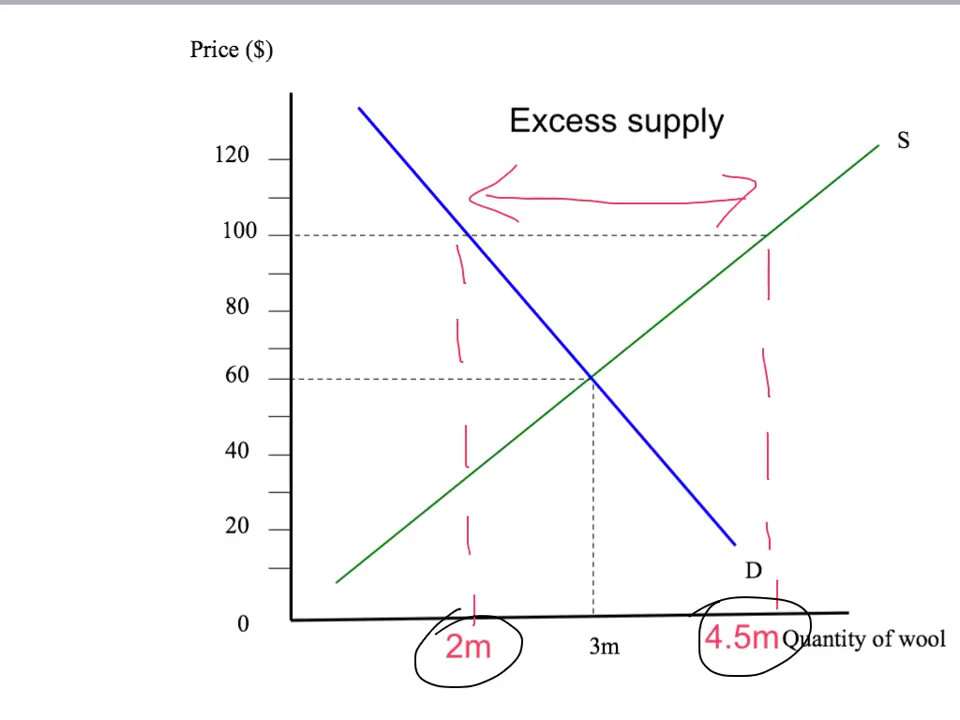 Price ($)
Excess supply
S
120
100
80
60
40
20
D
0
2m
3m
4.5m
Quantity of wool